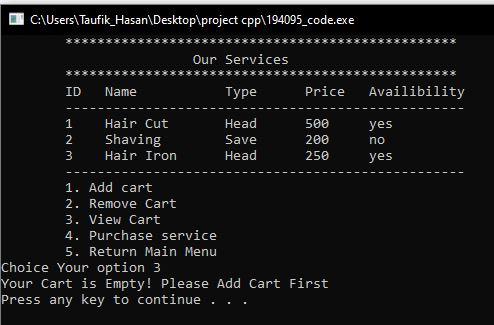 C:\Users\Taufik_Hasan\Desktop\project cpp\194095_code.exe
*************************************************
Our Services
*************************************************
ID Name Type Price Availibility
--------------------------------------------------
1 Hair Cut Head 500 yes
2 Shaving Save 200 no
3 Hair Iron Head 250 yes
--------------------------------------------------
1. Add cart
2. Remove Cart
3. View Cart
4. Purchase service
5. Return Main Menu
Choice Your option 3
Your Cart is Empty! Please Add Cart First
Press any key to continue . . .